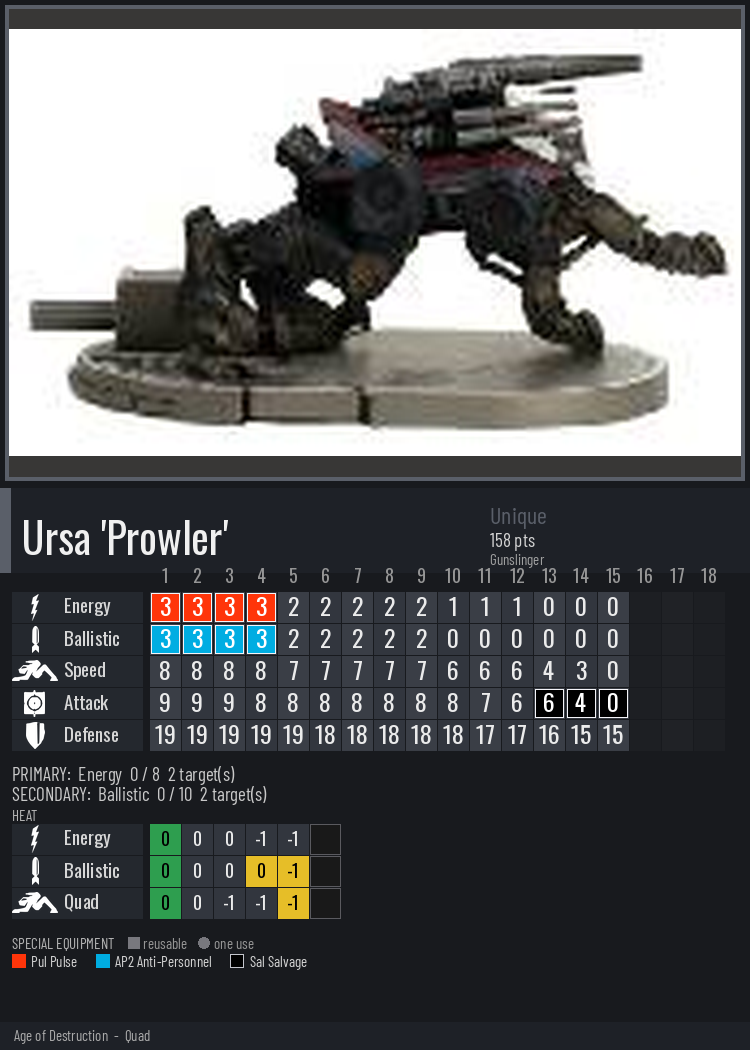 Ursa 'Prowler'
Unique
158 pts
Gunslinger
1 2 3 4 5 6 7 8 9 10 11 12 13 14 15 16 17 18
Energy 3 3 3 3 2 2 2 2 2 1 1 1 0 0 0
Ballistic 3 3 3 3 2 2 2 2 2 0 0 0 0 0 0
Speed 8 8 8 8 7 7 7 7 7 6 6 6 4 3 0
Attack 9 9 9 8 8 8 8 8 8 8 7 6 6 4 0
Defense 19 19 19 19 19 18 18 18 18 18 17 17 16 15 15
PRIMARY: Energy 0 / 8 2 target(s)
SECONDARY: Ballistic 0 / 10 2 target(s)
HEAT
Energy 0 0 0 -1 -1
Ballistic 0 0 0 0 -1
Quad 0 0 -1 -1 -1
SPECIAL EQUIPMENT reusable one use
Pul Pulse AP2 Anti-Personnel Sal Salvage
Age of Destruction - Quad